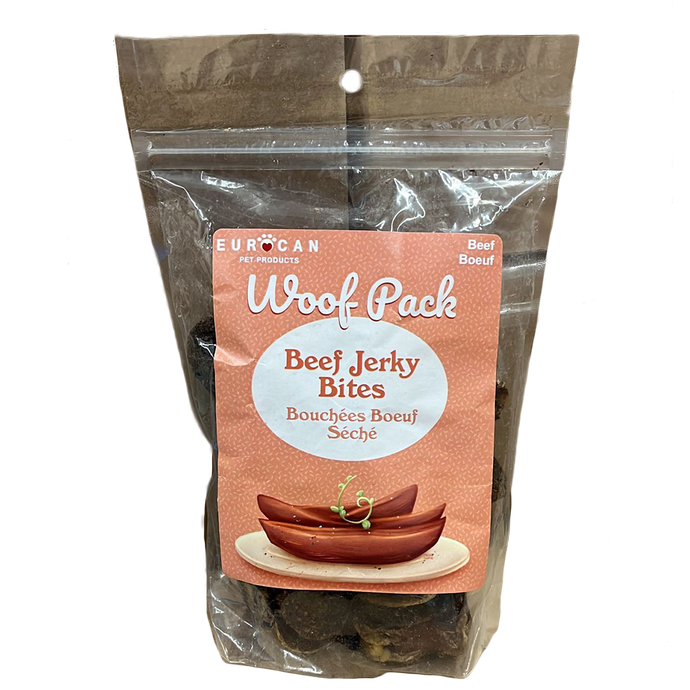 EUROCAN
PET PRODUCTS
Beef
Boeuf
Woof Pack
Beef Jerky
Bites
Bouchées Boeuf
Séché